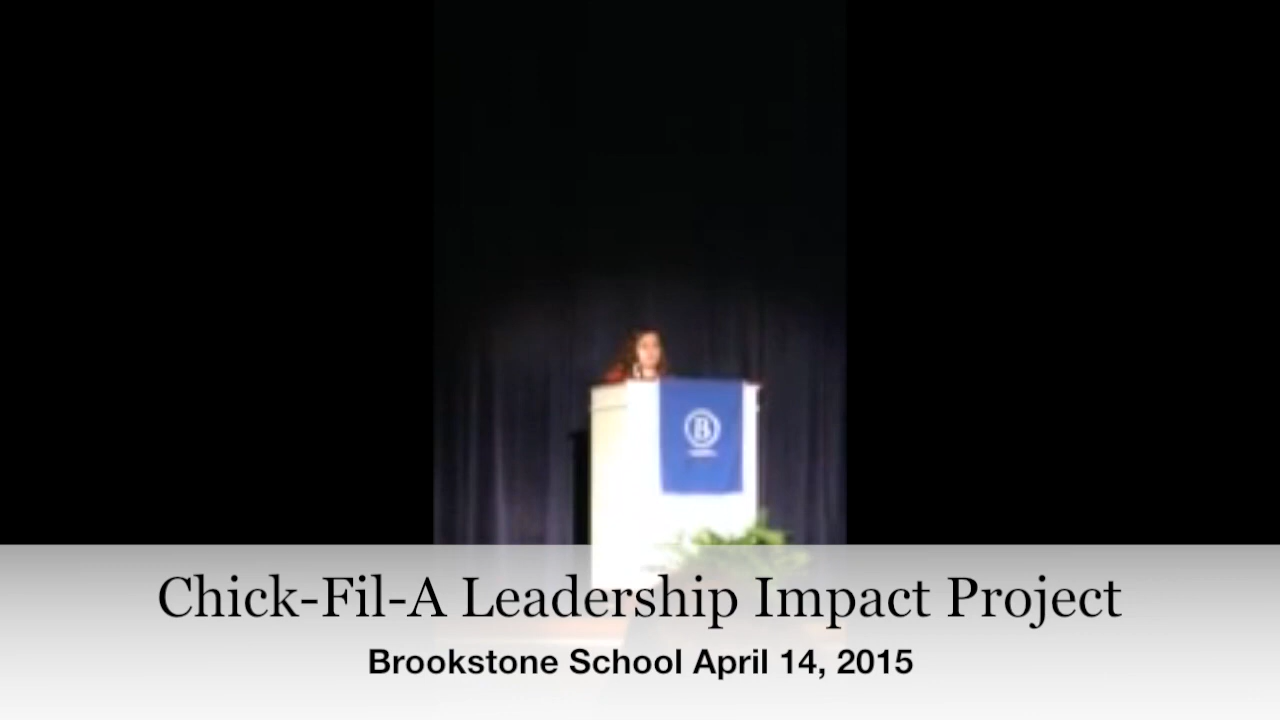 B
Chick-Fil-A Leadership Impact Project
Brookstone School April 14, 2015